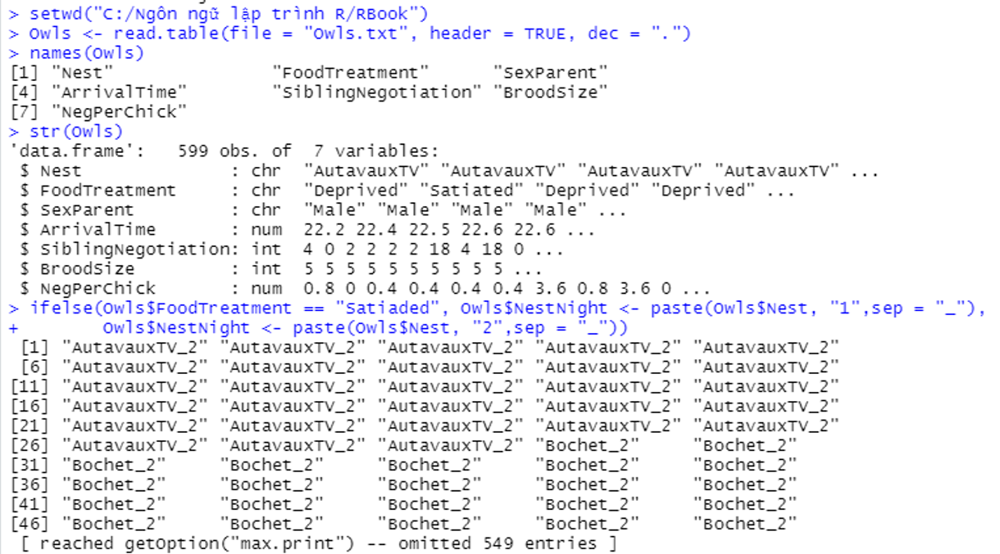 > setwd("C:/Ngôn ngữ lập trình R/RBook")
> Owls <- read.table(file = "Owls.txt", header = TRUE, dec = ".")
> names(Owls)
[1] "Nest"               "FoodTreatment"      "SexParent"
[4] "ArrivalTime"        "SiblingNegotiation" "BroodSize"
[7] "NegPerChick"
> str(Owls)
'data.frame':   599 obs. of  7 variables:
 $ Nest              : chr  "AutavauxTV" "AutavauxTV" "AutavauxTV" "AutavauxTV" ...
 $ FoodTreatment     : chr  "Deprived" "Satiated" "Deprived" "Deprived" ...
 $ SexParent         : chr  "Male" "Male" "Male" "Male" ...
 $ ArrivalTime       : num  22.2 22.4 22.5 22.6 22.6 ...
 $ SiblingNegotiation: int  4 0 2 2 2 2 18 4 18 0 ...
 $ BroodSize         : int  5 5 5 5 5 5 5 5 5 5 ...
 $ NegPerChick       : num  0.8 0 0.4 0.4 0.4 0.4 3.6 0.8 3.6 0 ...
> ifelse(Owls$FoodTreatment == "Satiaded", Owls$NestNight <- paste(Owls$Nest, "1",sep = "_"),
+        Owls$NestNight <- paste(Owls$Nest, "2",sep = "_"))
 [1] "AutavauxTV_2" "AutavauxTV_2" "AutavauxTV_2" "AutavauxTV_2" "AutavauxTV_2"
 [6] "AutavauxTV_2" "AutavauxTV_2" "AutavauxTV_2" "AutavauxTV_2" "AutavauxTV_2"
[11] "AutavauxTV_2" "AutavauxTV_2" "AutavauxTV_2" "AutavauxTV_2" "AutavauxTV_2"
[16] "AutavauxTV_2" "AutavauxTV_2" "AutavauxTV_2" "AutavauxTV_2" "AutavauxTV_2"
[21] "AutavauxTV_2" "AutavauxTV_2" "AutavauxTV_2" "AutavauxTV_2" "AutavauxTV_2"
[26] "AutavauxTV_2" "AutavauxTV_2" "AutavauxTV_2" "Bochet_2"     "Bochet_2"
[31] "Bochet_2"     "Bochet_2"     "Bochet_2"     "Bochet_2"     "Bochet_2"
[36] "Bochet_2"     "Bochet_2"     "Bochet_2"     "Bochet_2"     "Bochet_2"
[41] "Bochet_2"     "Bochet_2"     "Bochet_2"     "Bochet_2"     "Bochet_2"
[46] "Bochet_2"     "Bochet_2"     "Bochet_2"     "Bochet_2"     "Bochet_2"
 [ reached getOption("max.print") -- omitted 549 entries ]